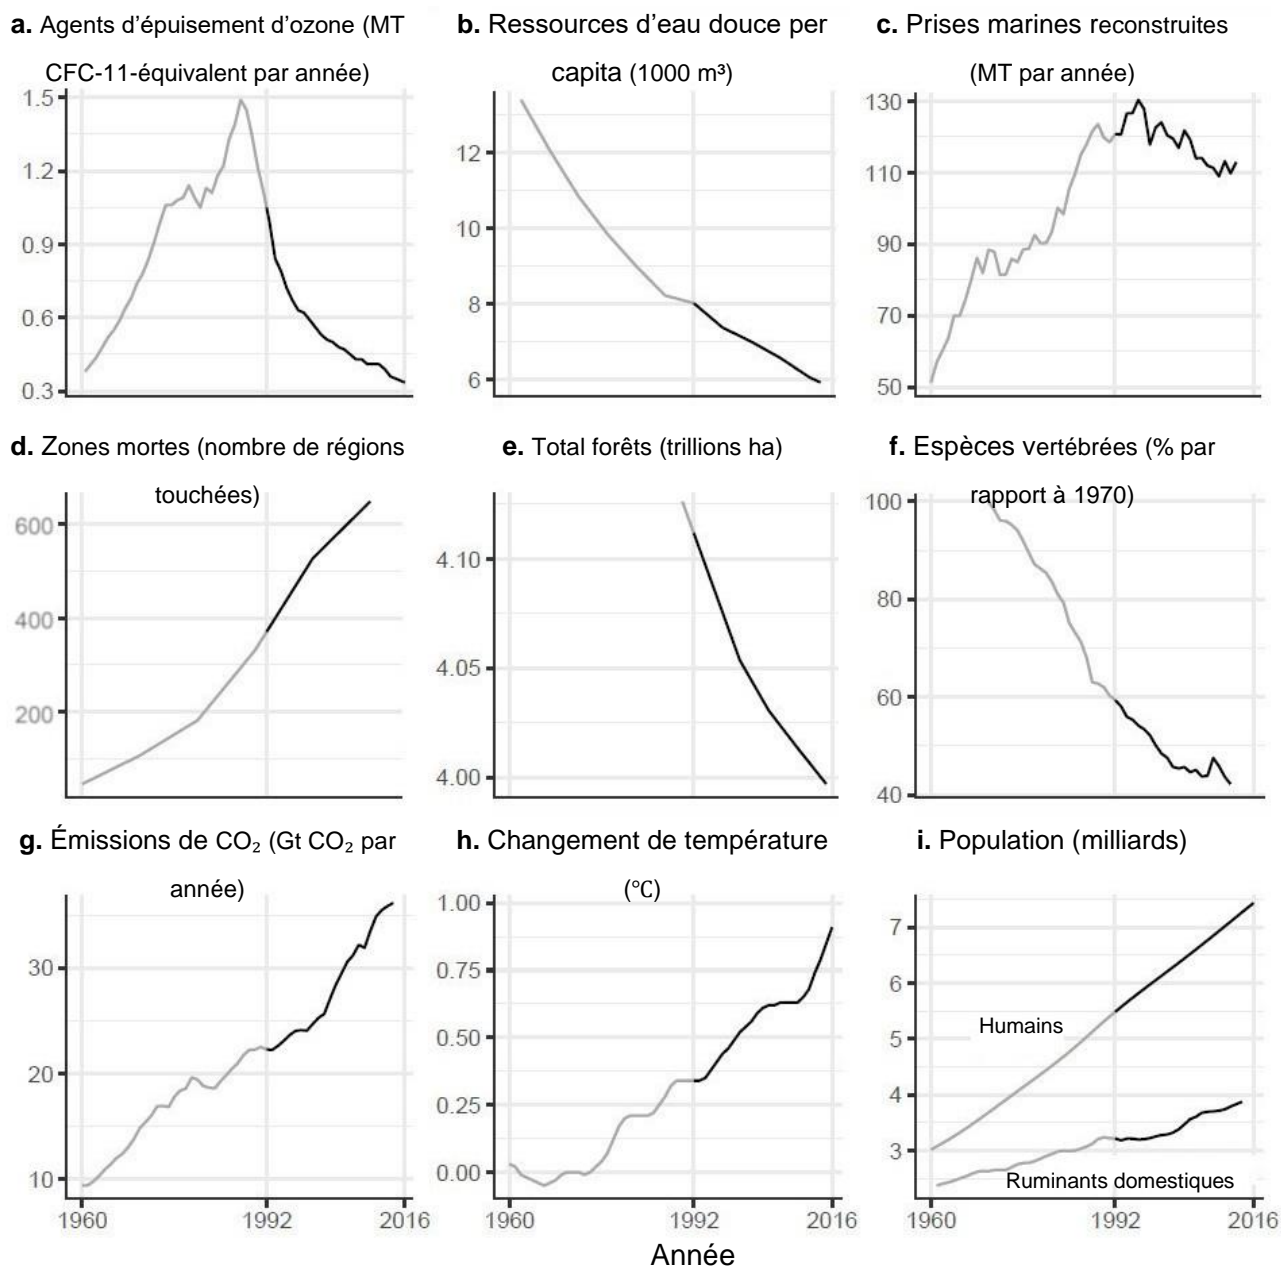 a. Agents d’épuisement d’ozone (MT
CFC-11-équivalent par année)
1.5
1.2
0.9
0.6
0.3
b. Ressources d’eau douce per
capita (1000 m³)
12
10
8
6
c. Prises marines reconstruites
(MT par année)
130
110
90
70
50
d. Zones mortes (nombre de régions
touchées)
600
400
200
e. Total forêts (trillions ha)
4.10
4.05
4.00
f. Espèces vertébrées (% par
rapport à 1970)
100
80
60
40
g. Émissions de CO₂ (Gt CO₂ par
année)
30
20
10
1960 1992 2016
h. Changement de température
(°C)
1.00
0.75
0.50
0.25
0.00
1960 1992 2016
i. Population (milliards)
7
6
5
4
3
Humains
Ruminants domestiques
1960 1992 2016
Année